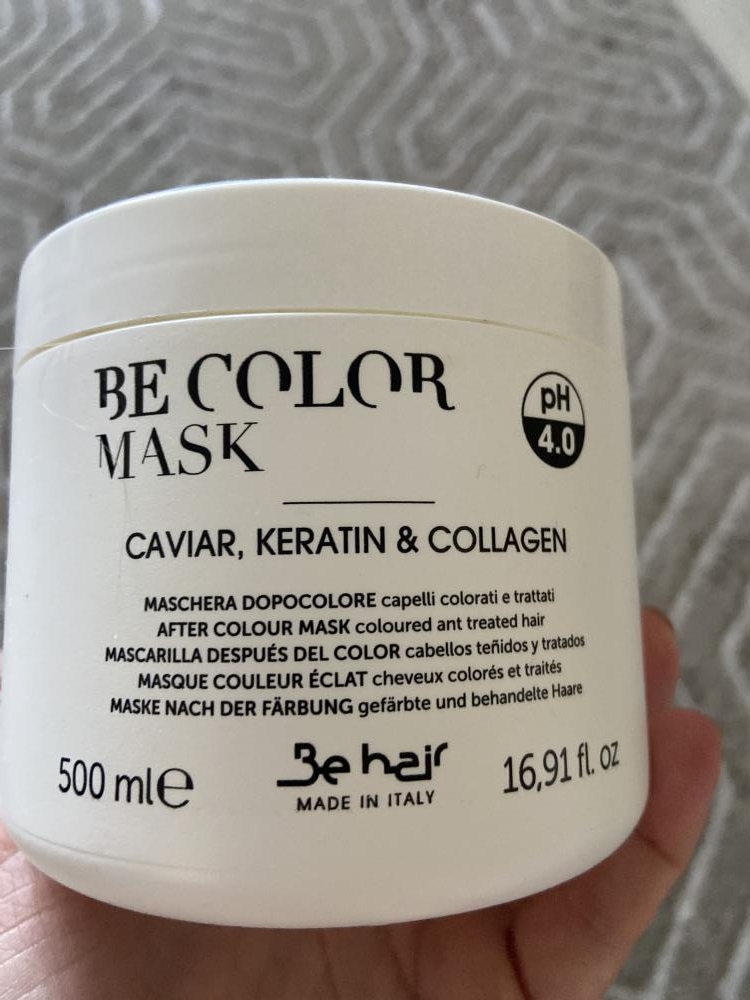 BE COLOR
MASK
pH
4.0
CAVIAR, KERATIN & COLLAGEN
MASCHERA DOPOCOLORE capelli colorati e trattati
AFTER COLOUR MASK coloured ant treated hair
MASCARILLA DESPUÉS DEL COLOR cabellos teñidos y tratados
MASQUE COULEUR ÉCLAT cheveux colorés et traités
MASKE NACH DER FÄRBUNG gefärbte und behandelte Haare
500 ml℮
Be hair
MADE IN ITALY
16,91 fl. oz